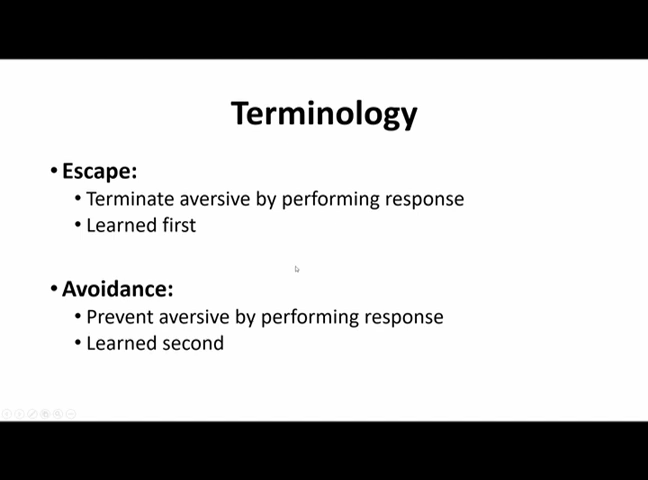 Terminology
• Escape:
• Terminate aversive by performing response
• Learned first
• Avoidance:
• Prevent aversive by performing response
• Learned second